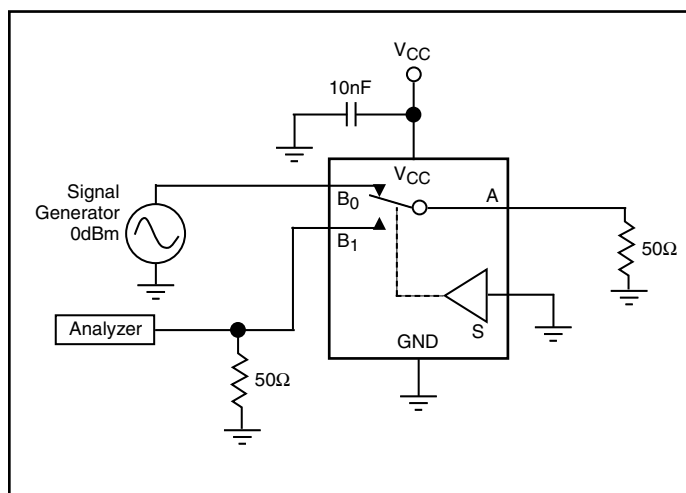 V_CC
10nF
V_CC
Signal
Generator
0dBm
B_0
A
B_1
50Ω
Analyzer
S
GND
50Ω